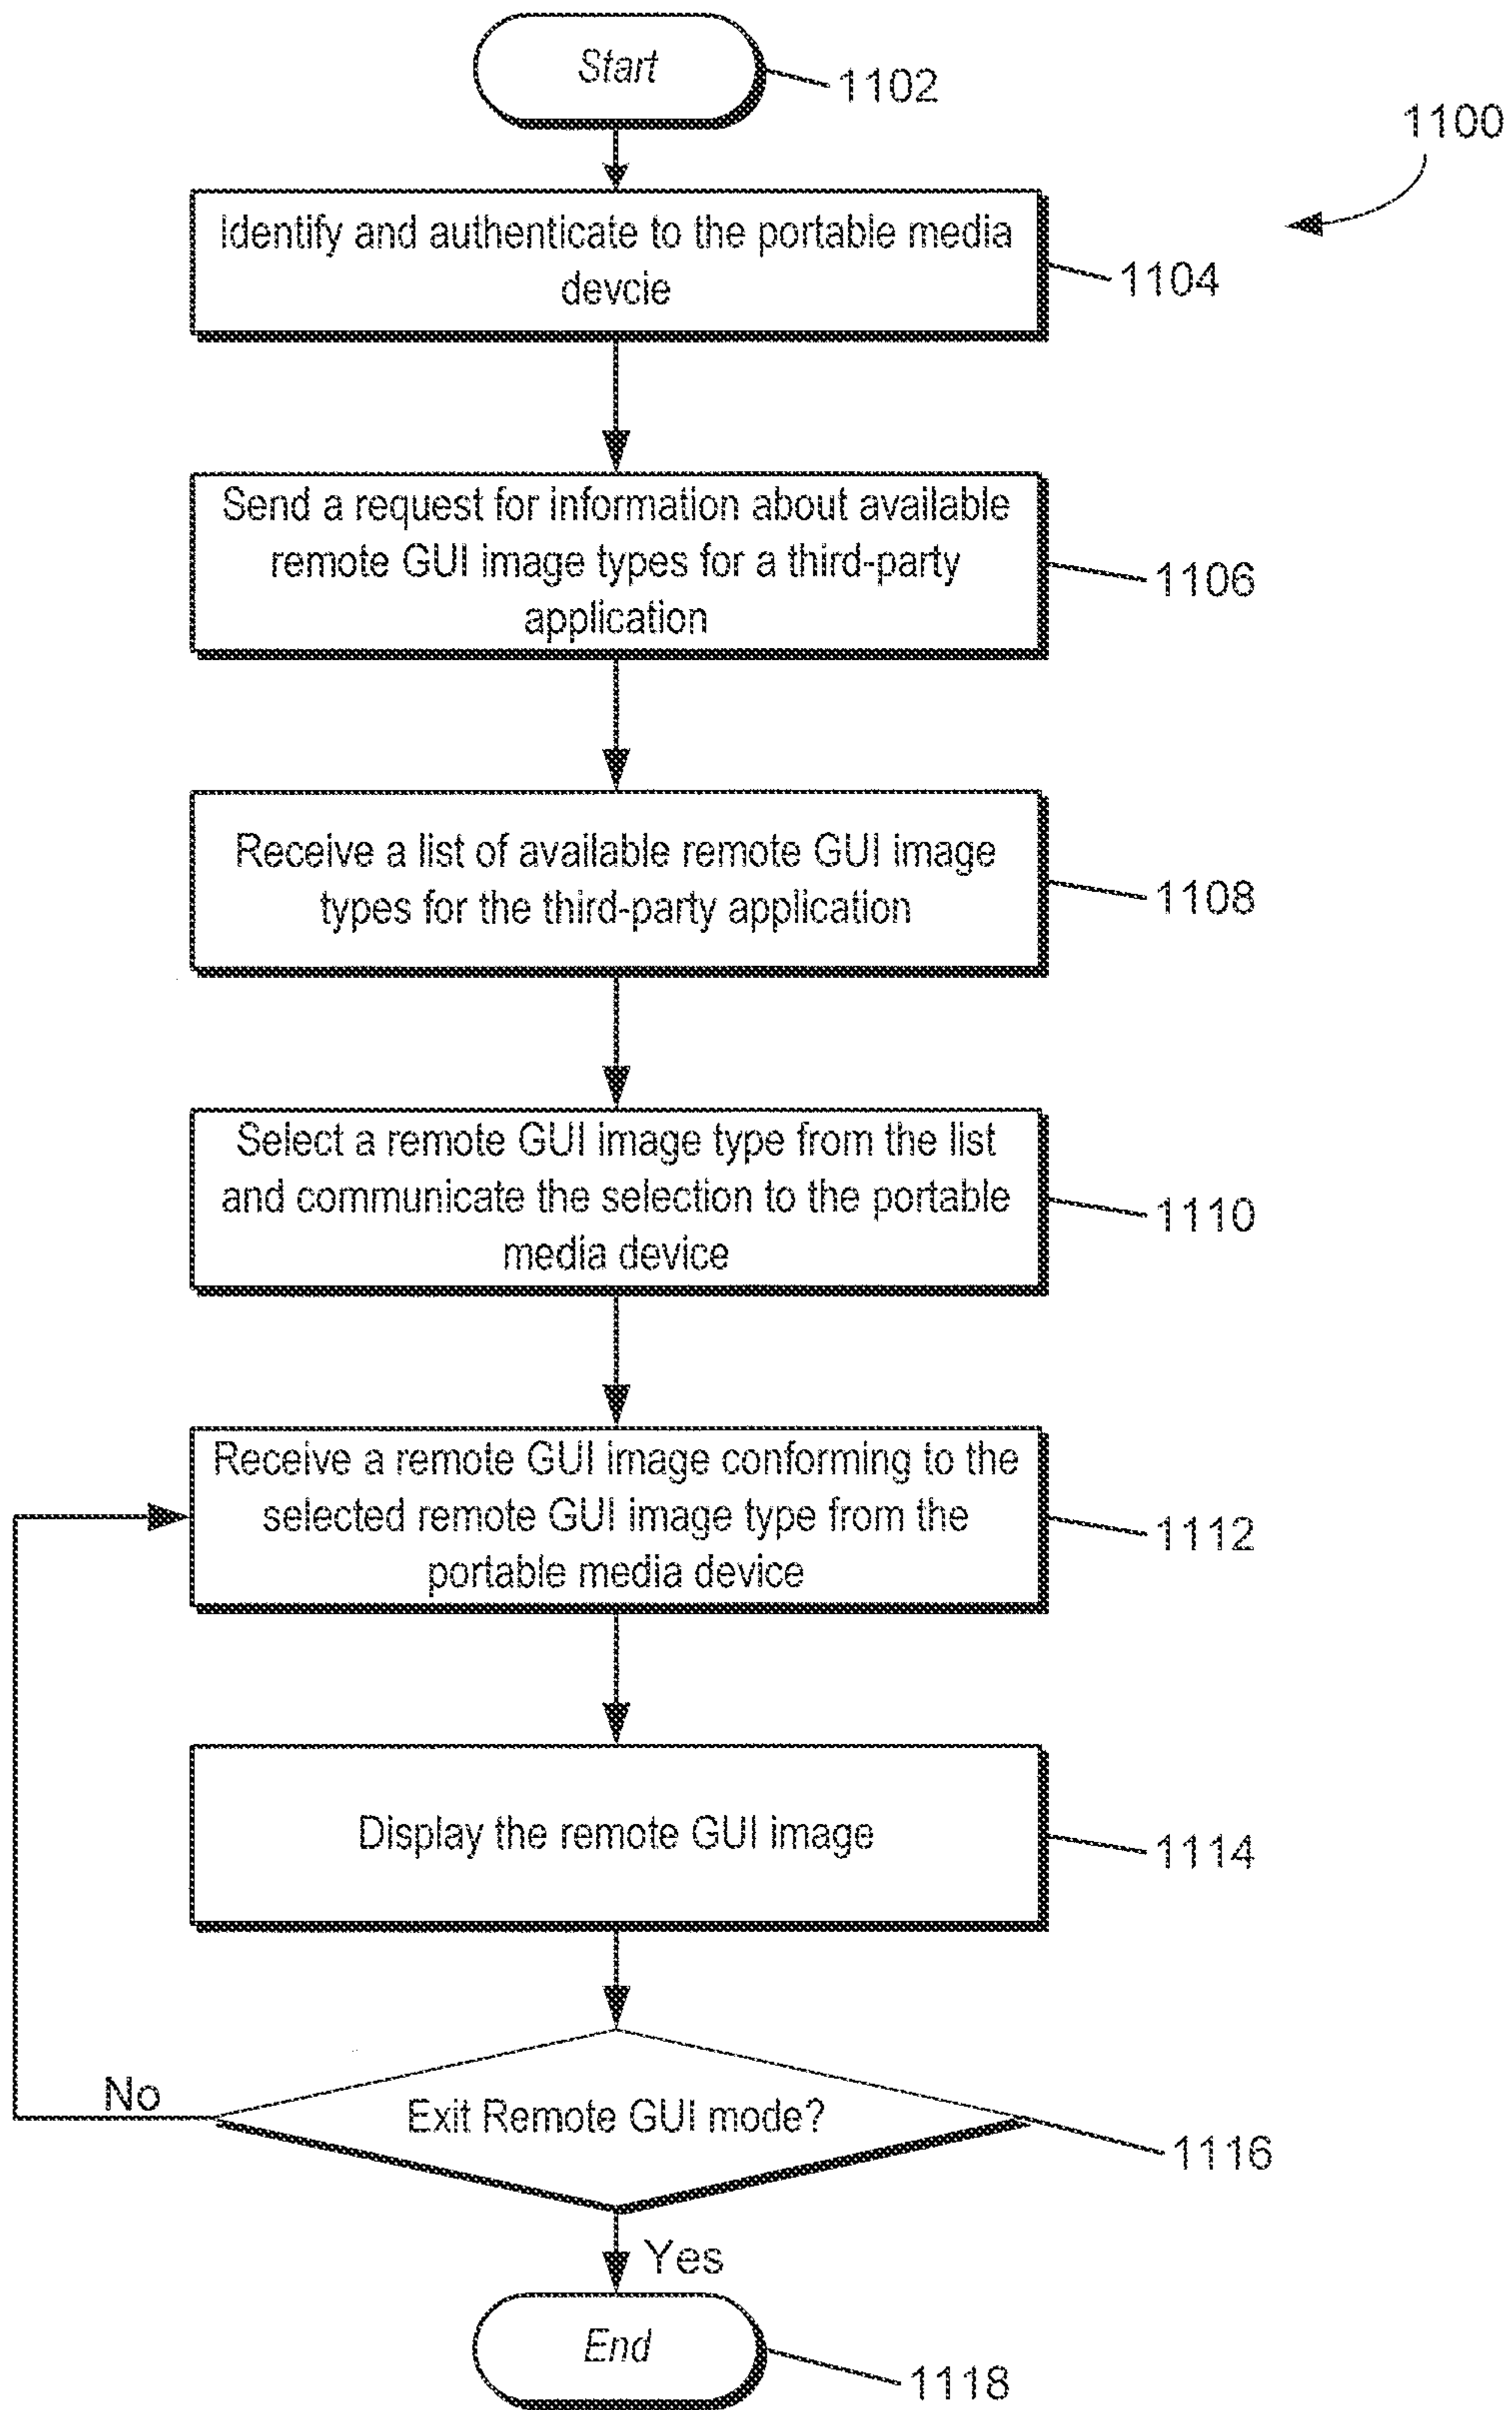 Start
1102
1100
Identify and authenticate to the portable media
devcie
1104
Send a request for information about available
remote GUI image types for a third-party
application
1106
Receive a list of available remote GUI image
types for the third-party application
1108
Select a remote GUI image type from the list
and communicate the selection to the portable
media device
1110
Receive a remote GUI image conforming to the
selected remote GUI image type from the
portable media device
1112
Display the remote GUI image
1114
No
Exit Remote GUI mode?
1116
Yes
End
1118